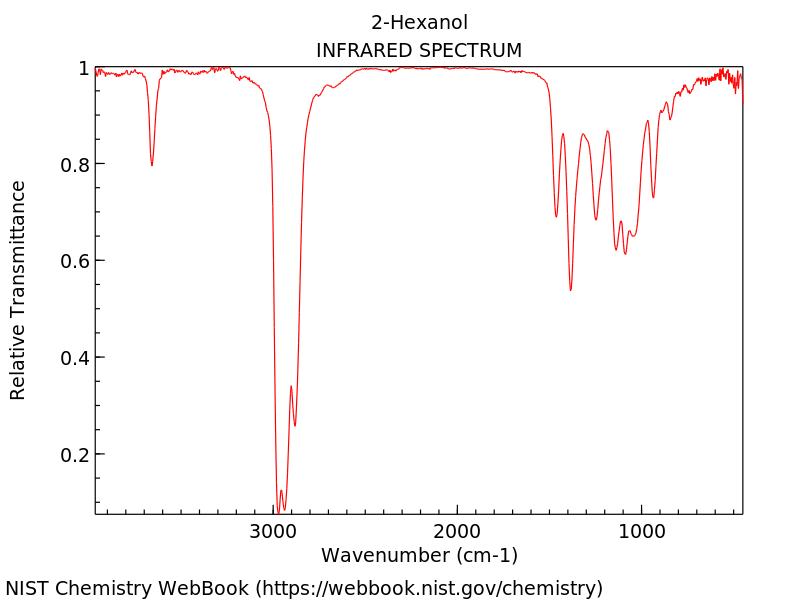 2-Hexanol
INFRARED SPECTRUM
Relative Transmittance
1
0.8
0.6
0.4
0.2
3000 2000 1000
Wavenumber (cm-1)
NIST Chemistry WebBook (https://webbook.nist.gov/chemistry)